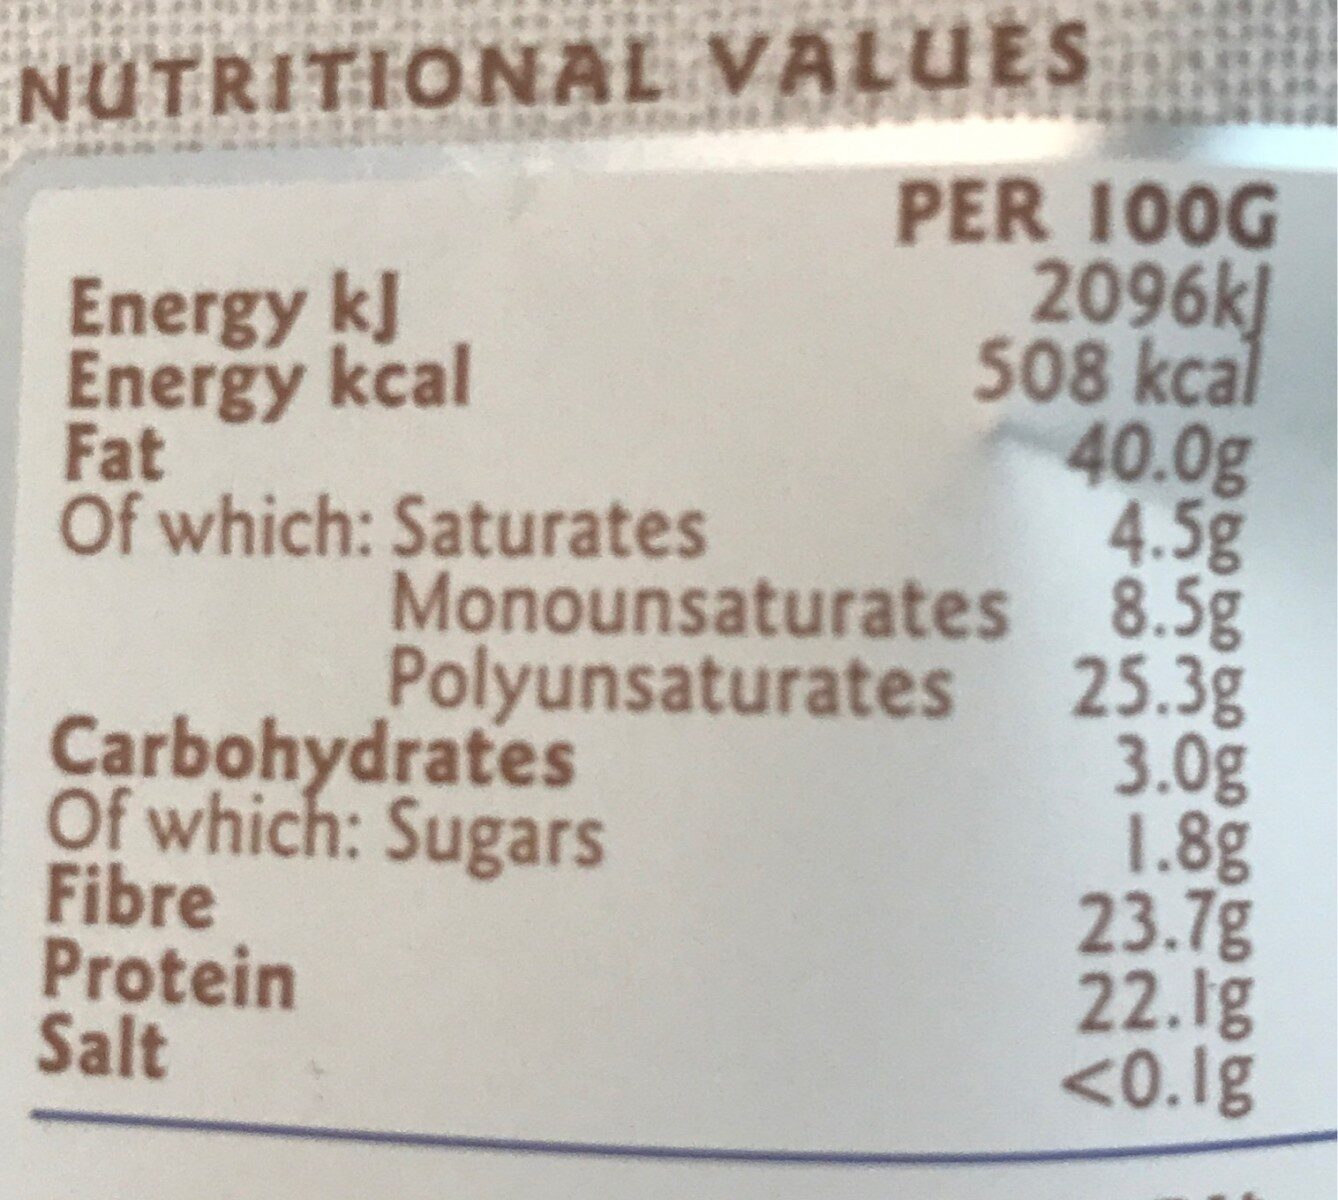 NUTRITIONAL VALUES
PER 100G
Energy kJ 2096kJ
Energy kcal 508 kcal
Fat 40.0g
Of which: Saturates 4.5g
Monounsaturates 8.5g
Polyunsaturates 25.3g
Carbohydrates 3.0g
Of which: Sugars 1.8g
Fibre 23.7g
Protein 22.1g
Salt <0.1g